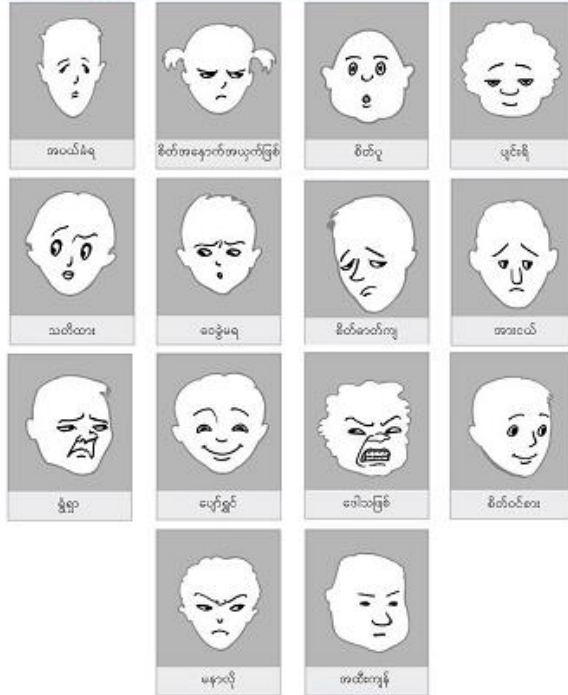 အပယ်ခံရ
စိတ်အနှောက်အယှက်ဖြစ်
စိတ်ပူ
ပျင်းရိ
သတိထား
ဝေခွဲမရ
စိတ်ဓာတ်ကျ
အားငယ်
ရွံရှာ
ပျော်ရွှင်
ဒေါသဖြစ်
စိတ်ဝင်စား
မနာလို
အထီးကျန်